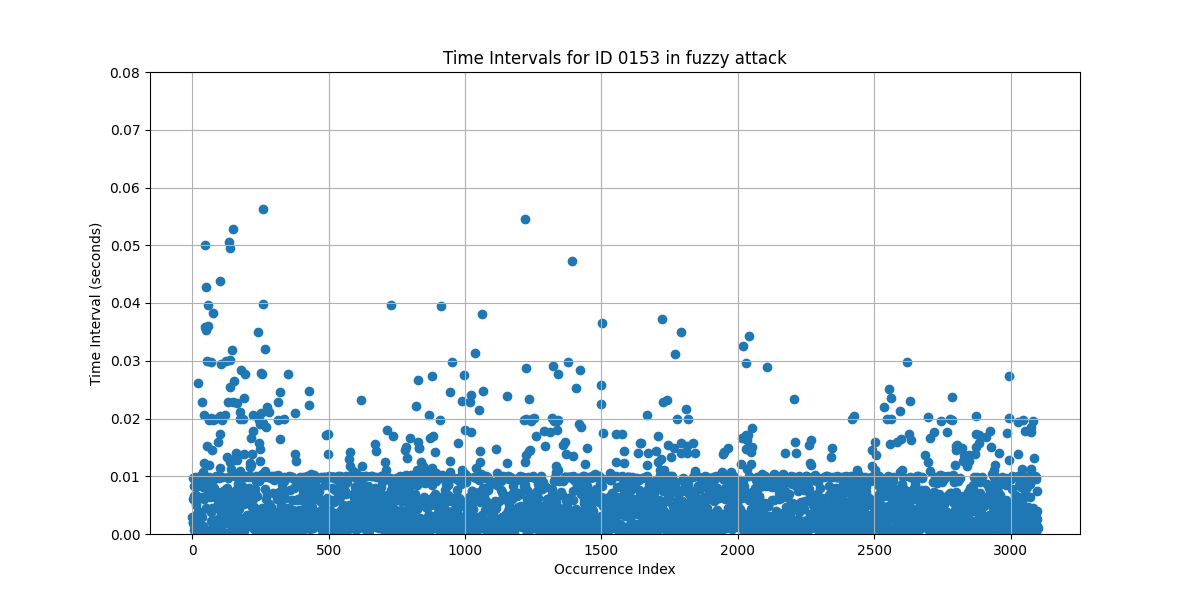 Time Intervals for ID 0153 in fuzzy attack
0.08
0.07
0.06
0.05
0.04
0.03
0.02
0.01
0.00
Time Interval (seconds)
0 500 1000 1500 2000 2500 3000
Occurrence Index